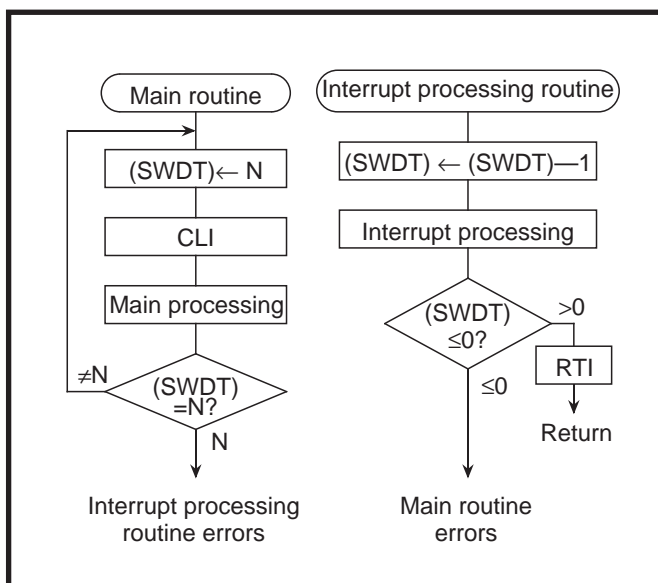 Main routine
(SWDT)← N
CLI
Main processing
≠N
(SWDT)
=N?
N
Interrupt processing
routine errors
Interrupt processing routine
(SWDT) ← (SWDT)—1
Interrupt processing
>0
(SWDT)
≤0?
RTI
≤0
Return
Main routine
errors